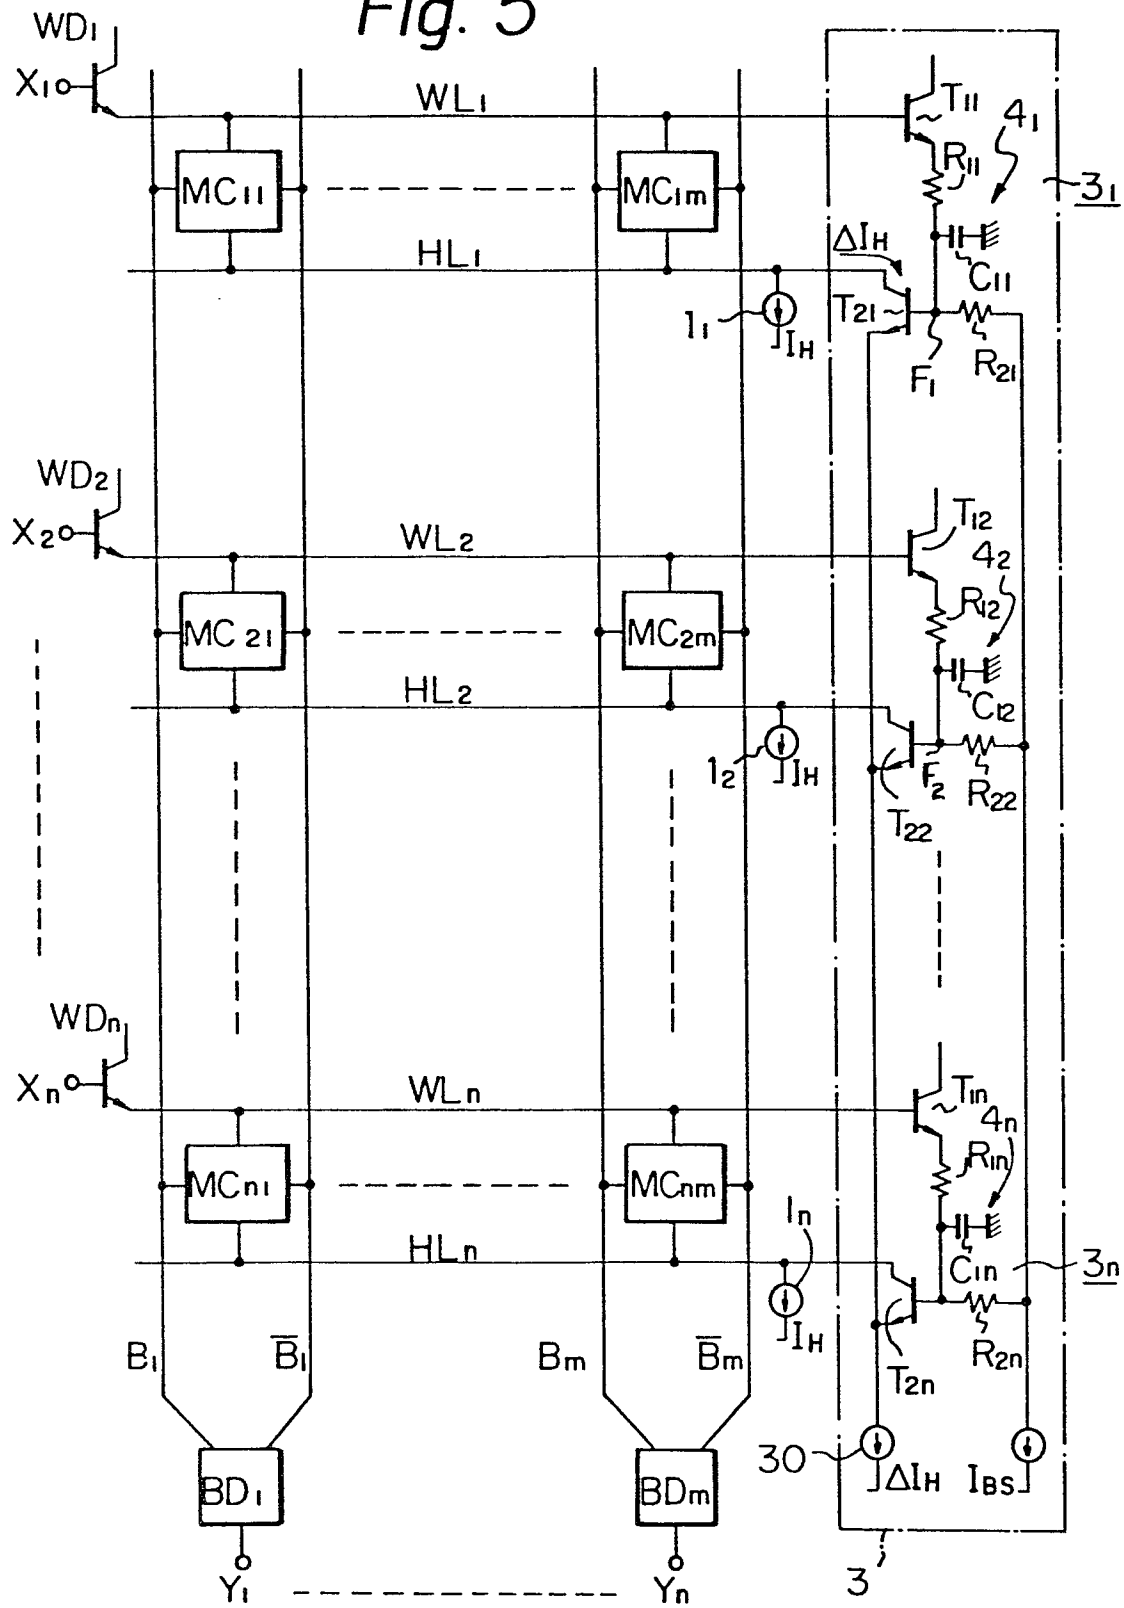 Fig. 5
WD1
X1
WL1
T11
41
R11
31
MC11
MC1m
HL1
ΔIH
C11
T21
11
IH
R21
F1
WD2
X2
WL2
T12
42
R12
MC21
MC2m
HL2
C12
12
IH
F2
R22
T22
WDn
Xn
WLn
T1n
4n
R1n
MCn1
MCnm
1n
HLn
C1n
3n
IH
R2n
B1
B̅1
Bm
B̅m
T2n
30
ΔIH
IBS
BD1
BDm
3
Y1
Yn